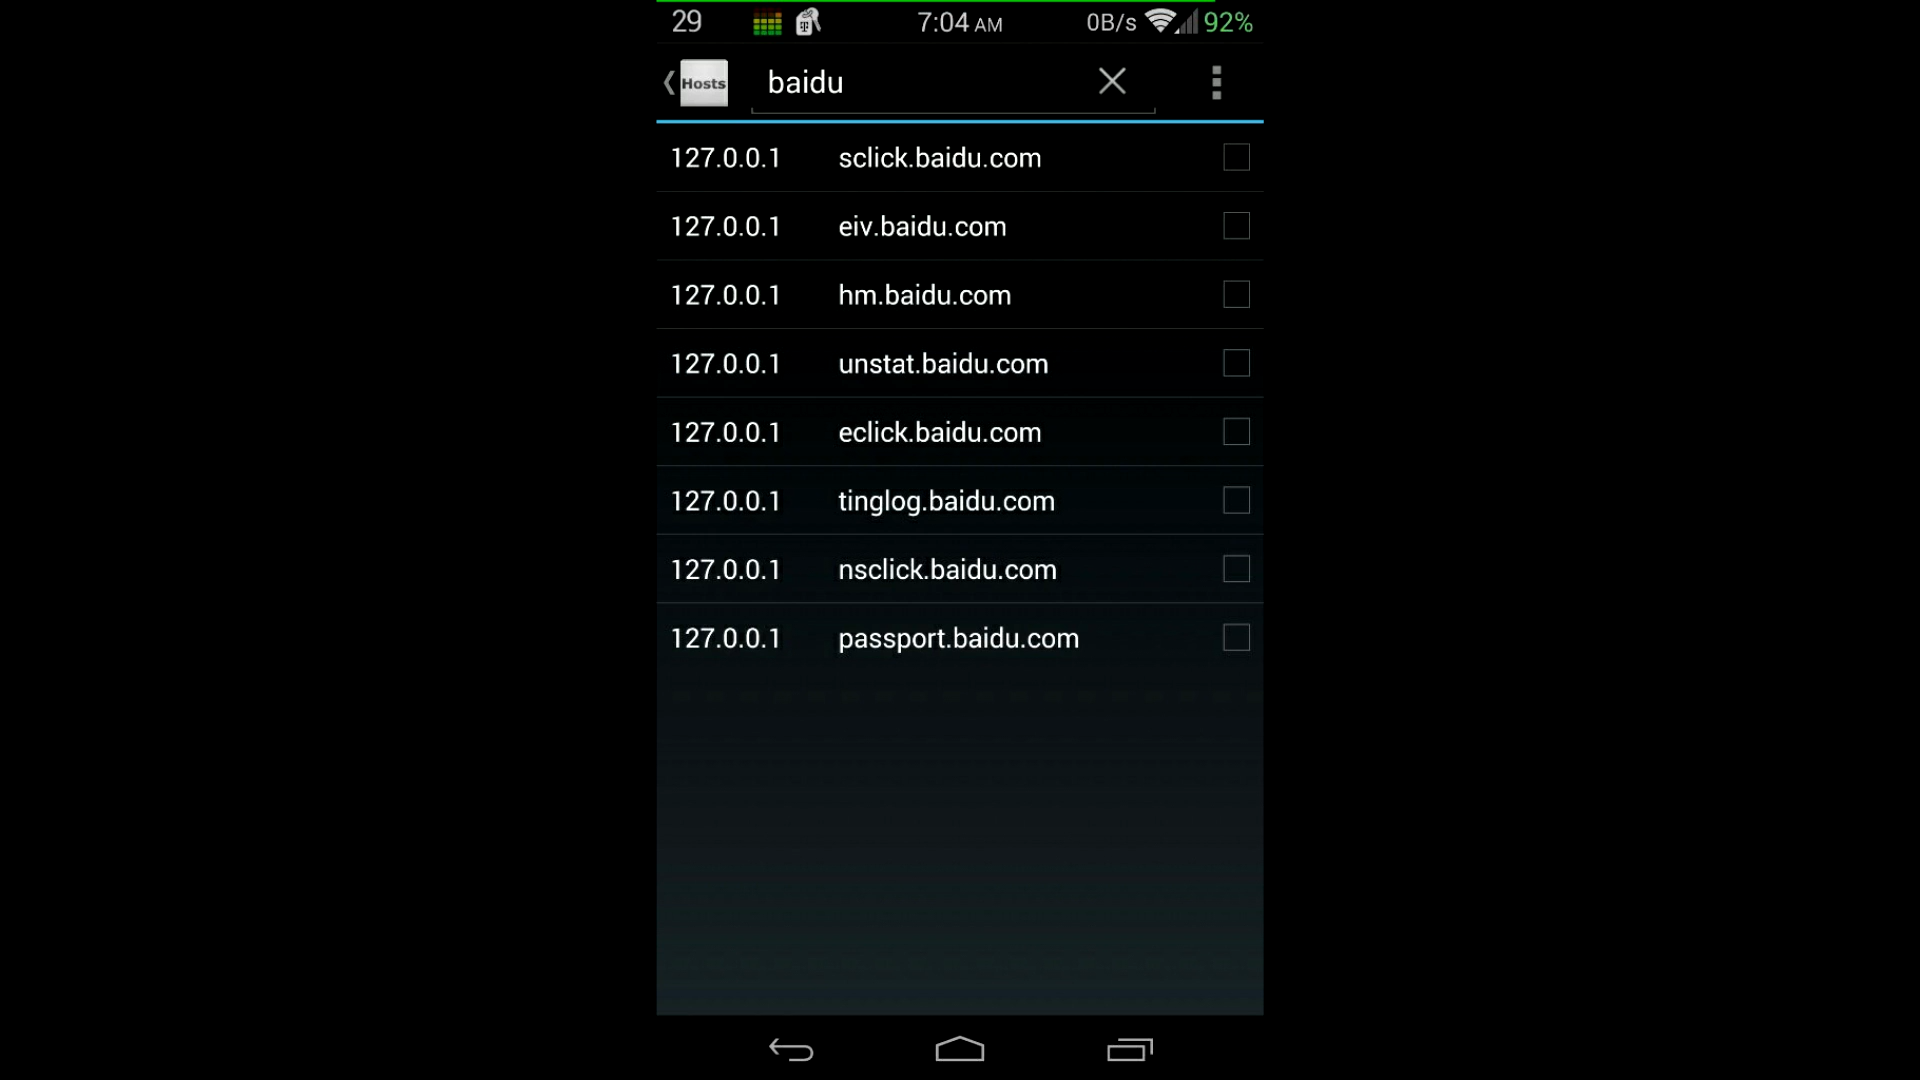 29 7:04 AM 0B/s 92%
Hosts baidu
127.0.0.1 sclick.baidu.com
127.0.0.1 eiv.baidu.com
127.0.0.1 hm.baidu.com
127.0.0.1 unstat.baidu.com
127.0.0.1 eclick.baidu.com
127.0.0.1 tinglog.baidu.com
127.0.0.1 nsclick.baidu.com
127.0.0.1 passport.baidu.com